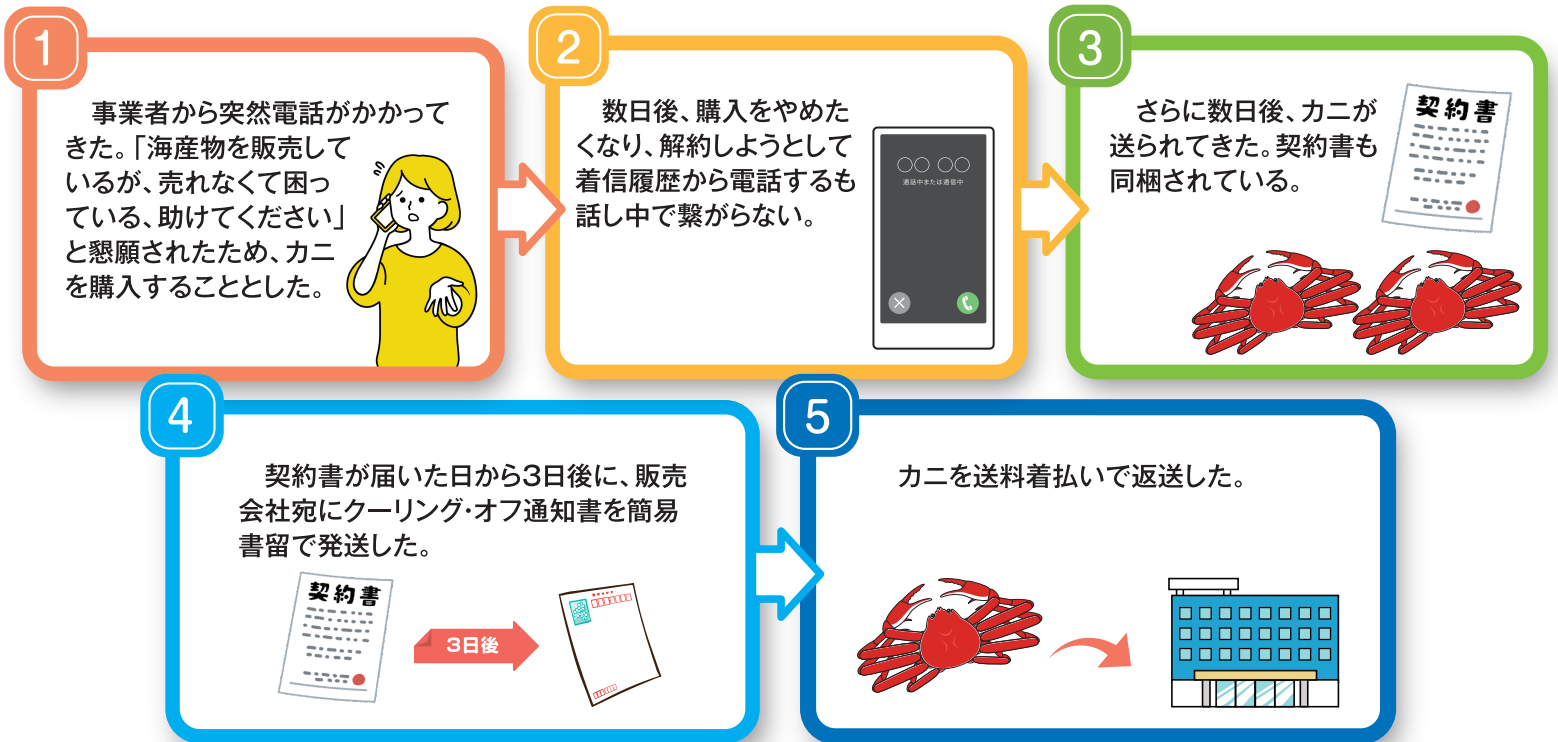 1
事業者から突然電話がかかって
きた。「海産物を販売して
いるが、売れなくて困っ
ている、助けてください」
と懇願されたため、カニ
を購入することとした。
2
数日後、購入をやめた
くなり、解約しようとして
着信履歴から電話するも
話し中で繋がらない。
○○ ○○
通話中または通信中
3
さらに数日後、カニが
送られてきた。契約書も
同梱されている。
契約書
4
契約書が届いた日から3日後に、販売
会社宛にクーリング・オフ通知書を簡易
書留で発送した。
契約書
3日後
5
カニを送料着払いで返送した。